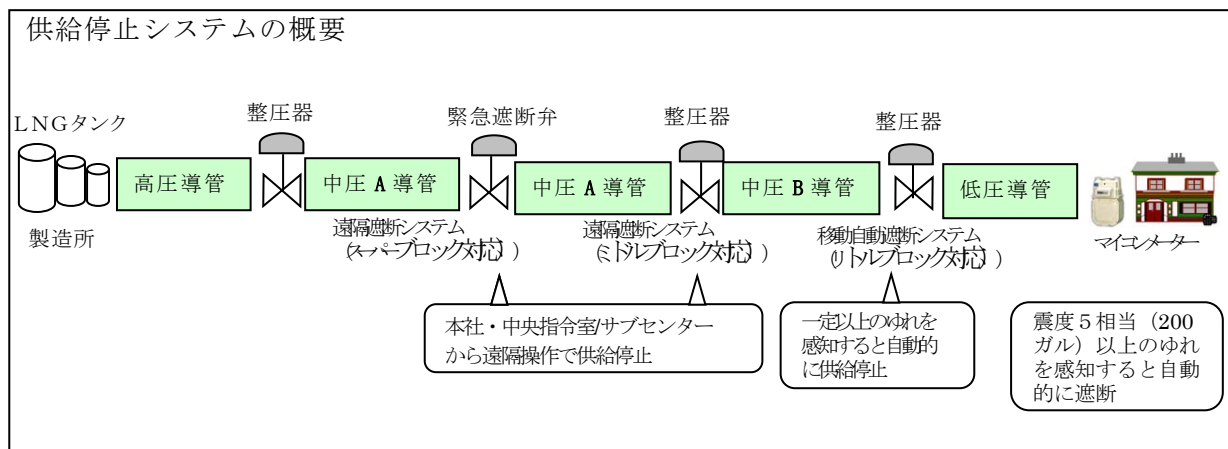 供給停止システムの概要
整圧器
緊急遮断弁
整圧器
整圧器
LNGタンク
高圧導管
中圧 A 導管
中圧 A 導管
中圧 B 導管
低圧導管
製造所
遠隔遮断システム
(スーパーブロック対応)
遠隔遮断システム
(ミドルブロック対応)
移動自動遮断システム
(リトルブロック対応)
マイコンメーター
本社・中央指令室/サブセンター
から遠隔操作で供給停止
一定以上のゆれを
感知すると自動的
に供給停止
震度5相当(200
ガル)以上のゆれ
を感知すると自動
的に遮断